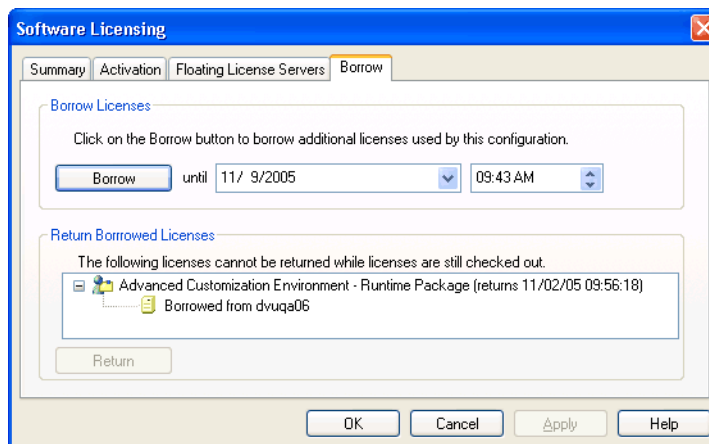 Software Licensing
Summary Activation Floating License Servers Borrow
Borrow Licenses
Click on the Borrow button to borrow additional licenses used by this configuration.
Borrow until 11/ 9/2005 09:43 AM
Return Borrrowed Licenses
The following licenses cannot be returned while licenses are still checked out.
Advanced Customization Environment - Runtime Package (returns 11/02/05 09:56:18)
Borrowed from dvuqa06
Return
OK Cancel Apply Help